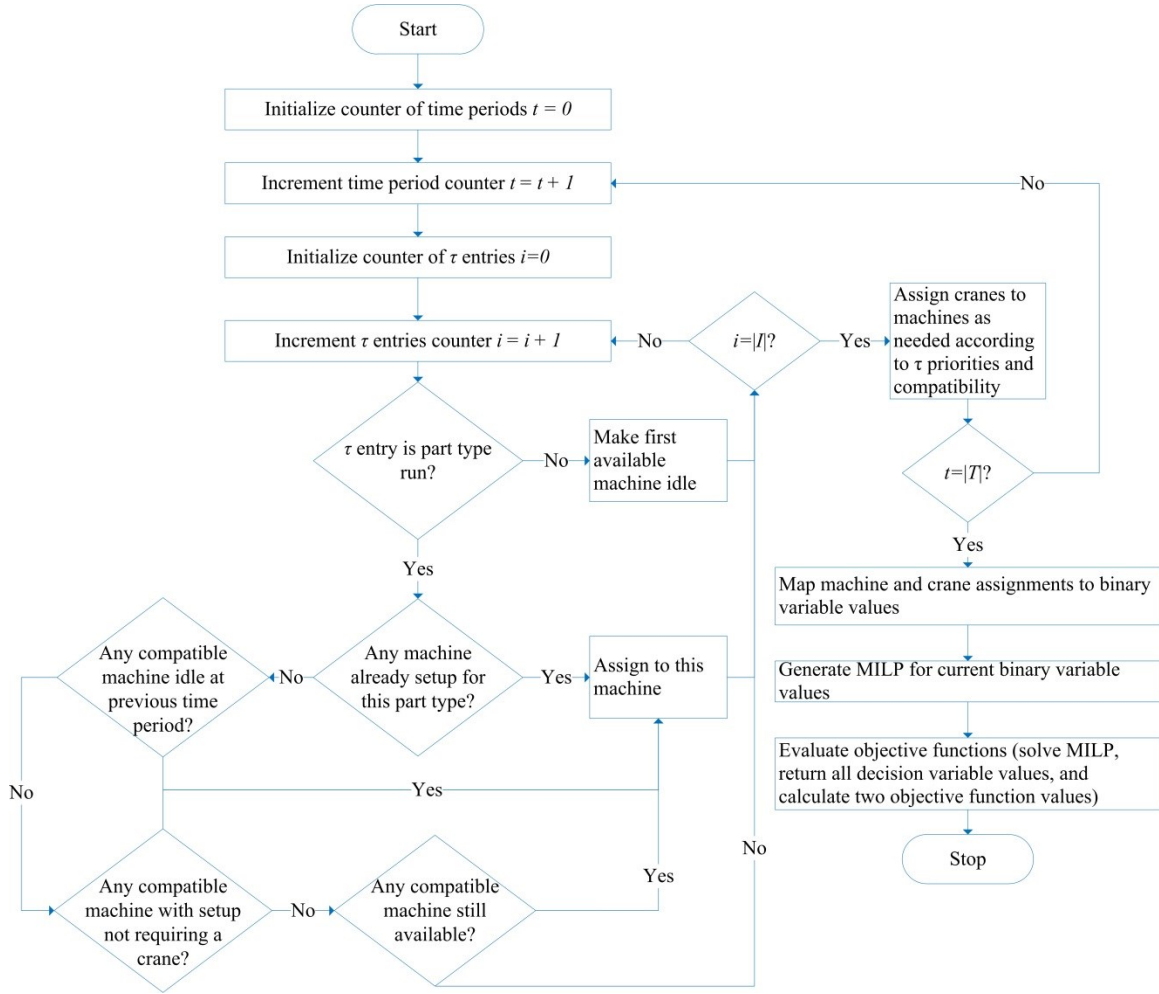 Start
Initialize counter of time periods t = 0
Increment time period counter t = t + 1
No
Initialize counter of τ entries i=0
Increment τ entries counter i = i + 1
No
i=|I|?
Yes
Assign cranes to
machines as
needed according
to τ priorities and
compatibility
τ entry is part type
run?
No
Make first
available
machine idle
t=|T|?
Yes
Yes
Map machine and crane assignments to binary
variable values
Any compatible
machine idle at
previous time
period?
No
Any machine
already setup for
this part type?
Yes
Assign to this
machine
Generate MILP for current binary variable
values
Evaluate objective functions (solve MILP,
return all decision variable values, and
calculate two objective function values)
No
Yes
No
Stop
Any compatible
machine with setup
not requiring a
crane?
No
Any compatible
machine still
available?
Yes